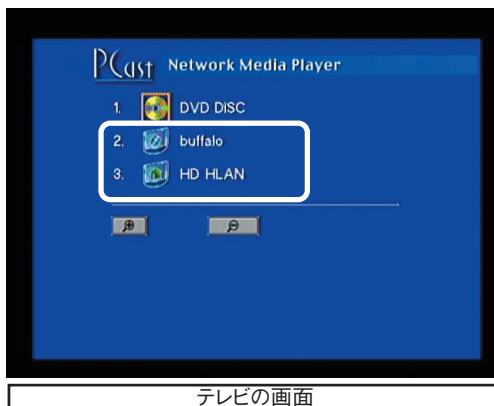 PCast Network Media Player
1. DVD DISC
2. buffalo
3. HD HLAN
テレビの画面